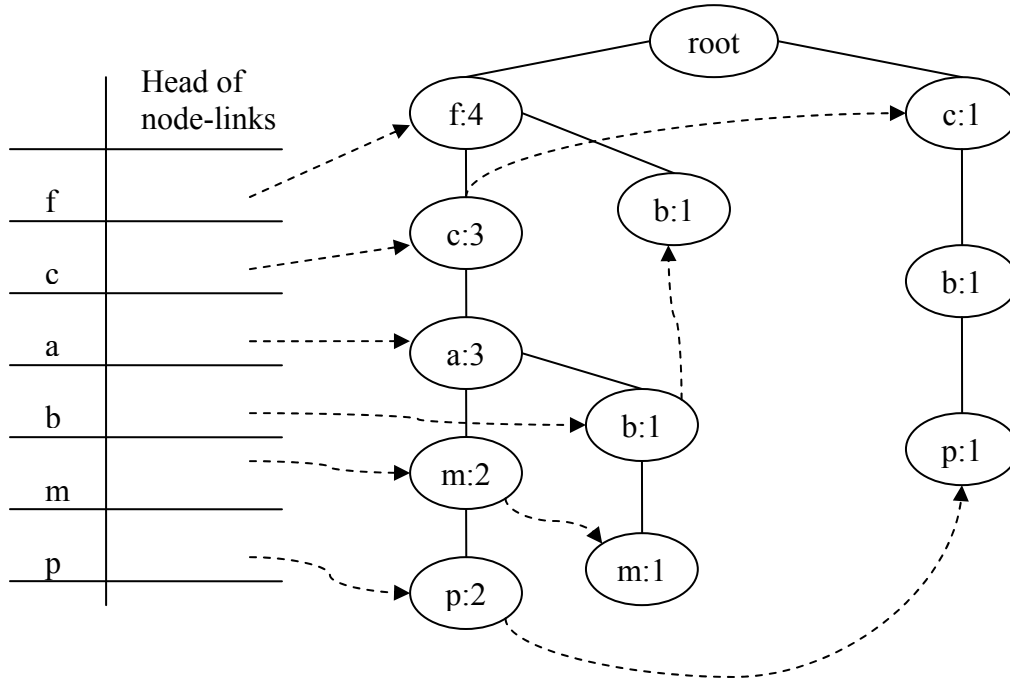 root
Head of
node-links
f:4
c:1
f
b:1
c:3
c
b:1
a
a:3
b
b:1
p:1
m:2
m
p
m:1
p:2